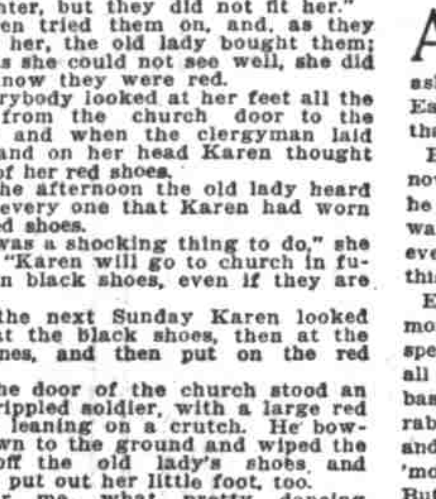 nter, but they did not fit her."
en tried them on, and, as they
her, the old lady bought them;
s she could not see well, she did
now they were red.
rybody looked at her feet all the
from the church door to the
and when the clergyman laid
and on her head Karen thought
of her red shoes.
he afternoon the old lady heard
every one that Karen had worn
ed shoes.
was a shocking thing to do," she
"Karen will go to church in fu-
n black shoes, even if they are
the next Sunday Karen looked
at the black shoes, then at the
nes, and then put on the red
he door of the church stood an
rippled soldier, with a large red
leaning on a crutch. He bow-
wn to the ground and wiped the
off the old lady's shoes and
put out her little foot, too.
me, what pretty dancing
A
asl
Ea
tha
no
he
wa
eve
thi
E
mo
spe
all
bas
rab
and
'mo
But